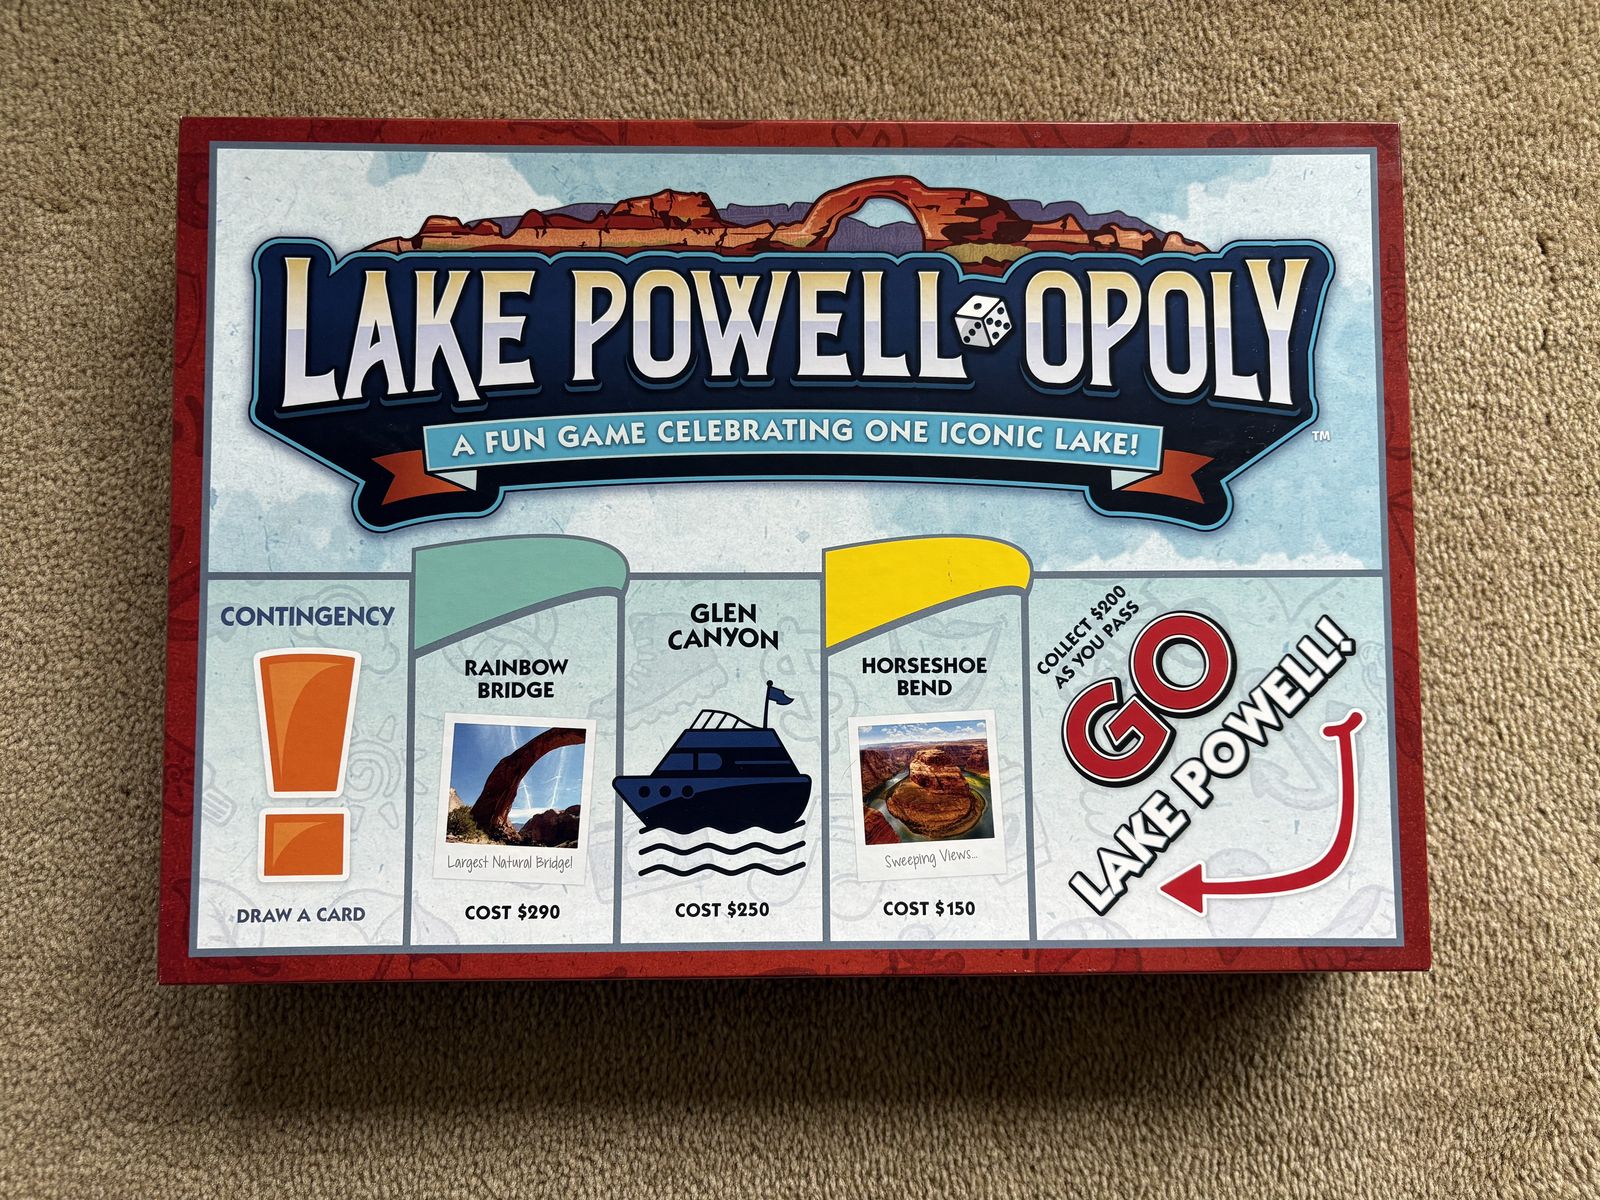 LAKE POWELL OPOLY
A FUN GAME CELEBRATING ONE ICONIC LAKE!
TM
CONTINGENCY
DRAW A CARD
RAINBOW
BRIDGE
Largest Natural Bridge!
COST $290
GLEN
CANYON
COST $250
HORSESHOE
BEND
Sweeping Views...
COST $150
COLLECT $200
AS YOU PASS
GO
LAKE POWELL!